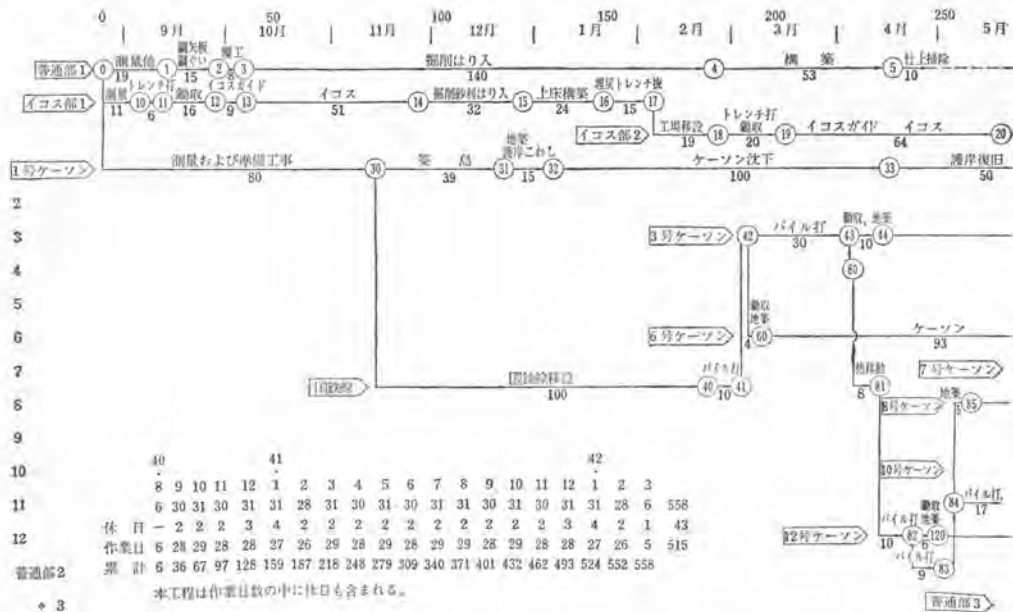 0 50 100 150 200 250
9月 10月 11月 12月 1月 2月 3月 4月 5月
普通部1 0 測量他 19 1 鋼矢板 鋼ぐい 15 2 覆工 8 3 掘削はり入 140 4 構築 53 5 仕上掃除 10
イコス部1 測量 11 10 トレンチ打 6 11 鋤取 16 12 イコスガイド 9 13 イコス 51 14 掘削砂利はり入 32 15 上床構築 24 16 埋戻トレンチ抜 15 17
イコス部2 工場移設 19 18 トレンチ打 鋤取 20 19 イコスガイド イコス 64 20
1号ケーソン 測量および準備工事 80 30 築島 39 31 地築 護岸こわし 15 32 ケーソン沈下 100 33 護岸復旧 50
2
3 3号ケーソン 42 パイル打 30 43 鋤取、地築 10 44
4 80
5
6 6号ケーソン 4 鋤取 地築 60 ケーソン 93
7 7号ケーソン
国鉄線 100 40 パイル打 10 41 8 81
8 8号ケーソン 地築 5 85
9
10 10号ケーソン
11 84 パイル打 17
12 12号ケーソン 10 パイル打 82 鋤取 地築 6 120
パイル打 9 83
普通部2
〃 3 普通部3
40 41 42
8 9 10 11 12 1 2 3 4 5 6 7 8 9 10 11 12 1 2 3
6 30 31 30 31 31 28 31 30 31 30 31 31 30 31 30 31 31 28 6 558
休日 − 2 2 2 3 4 2 2 2 2 2 2 2 2 2 2 3 4 2 1 43
作業日 6 28 29 28 28 27 26 29 28 29 28 29 29 28 29 28 28 27 26 5 515
累計 6 36 67 97 128 159 187 218 248 279 309 340 371 401 432 462 493 524 552 558
本工程は作業日数の中に休日も含まれる。